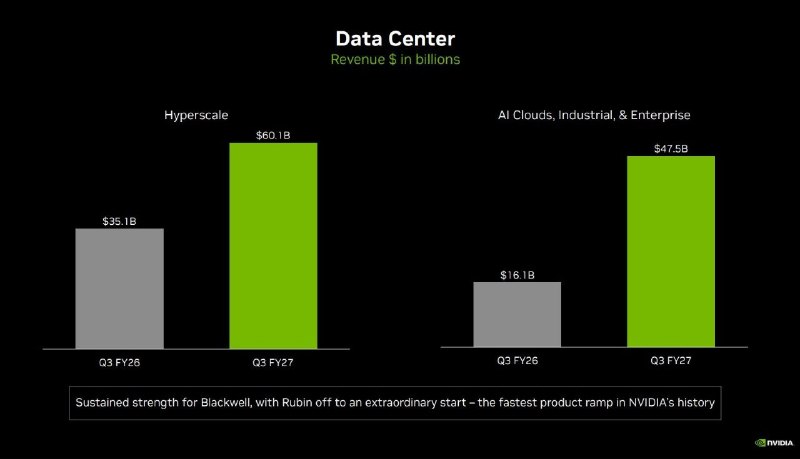 Data Center
Revenue $ in billions
Hyperscale
$60.1B
$35.1B
Q3 FY26
Q3 FY27
AI Clouds, Industrial, & Enterprise
$47.5B
$16.1B
Q3 FY26
Q3 FY27
Sustained strength for Blackwell, with Rubin off to an extraordinary start – the fastest product ramp in NVIDIA's history
NVIDIA